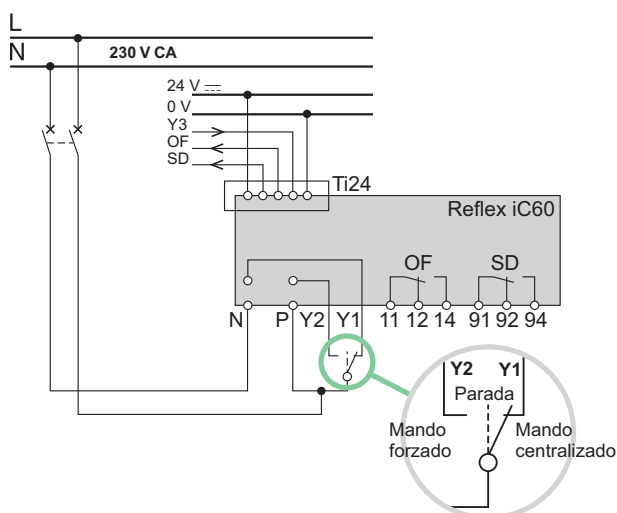 L
N
230 V CA
24 V
0 V
Y3
OF
SD
Ti24
Reflex iC60
OF
SD
N P Y2 Y1 11 12 14 91 92 94
Y2 Y1
Parada
Mando forzado
Mando centralizado